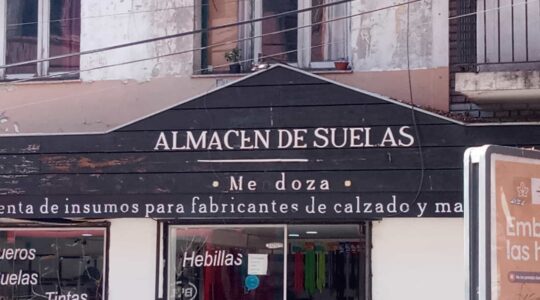 ALMACEN DE SUELAS
Me doza
enta de insumos para fabricantes de calzado y ma
Hebillas
ueros
uelas
Tintas
Emb
las h